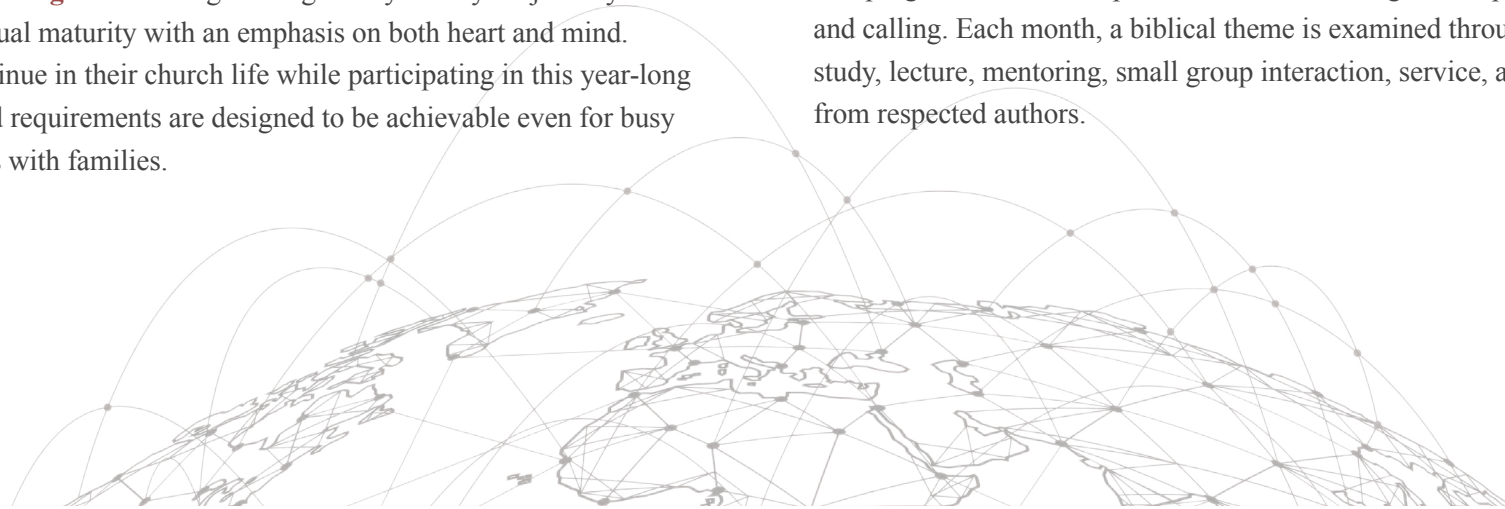 ual maturity with an emphasis on both heart and mind.
inue in their church life while participating in this year-long
requirements are designed to be achievable even for busy
with families.
and calling. Each month, a biblical theme is examined throu
study, lecture, mentoring, small group interaction, service, a
from respected authors.